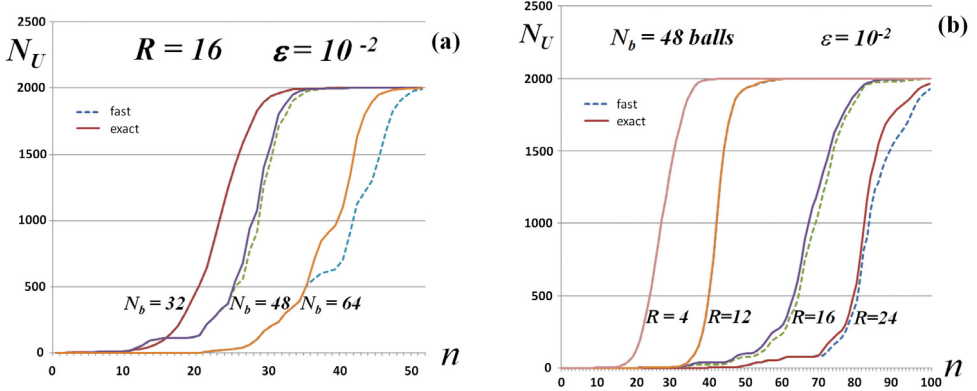 2500
N_U
R = 16
ε = 10 -2
(a)
2000
fast
exact
1500
1000
500
N_b = 32
N_b = 48
N_b = 64
0
0
10
20
30
40
50
n
2500
N_U
N_b = 48 balls
ε=10-2
(b)
2000
fast
exact
1500
1000
500
R = 4
R=12
R=16
R=24
0
0
10
20
30
40
50
60
70
80
90
100
n